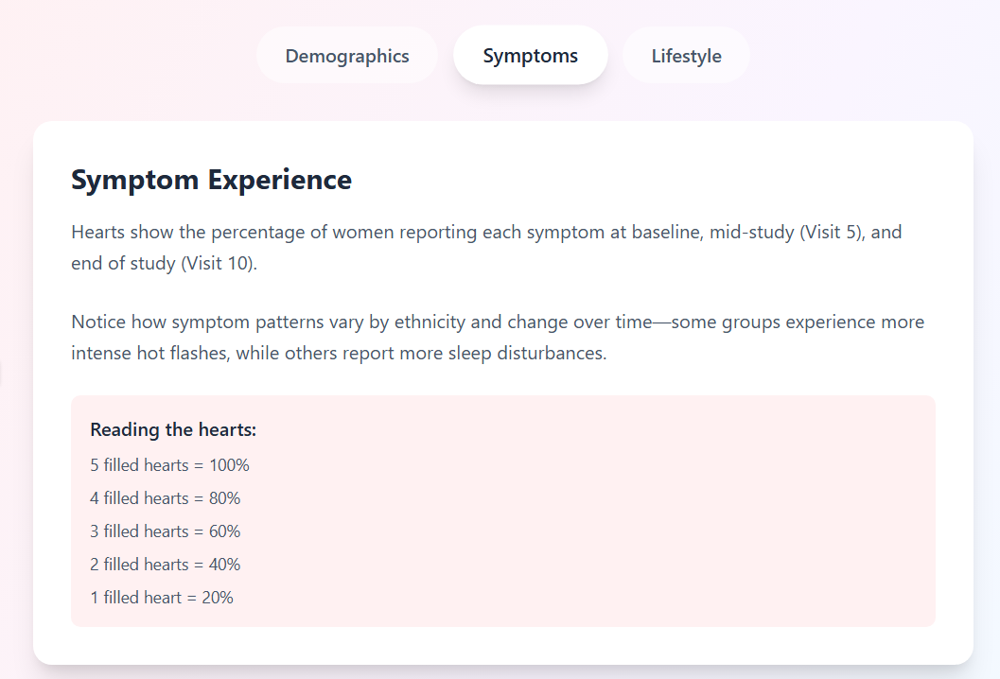 Demographics
Symptoms
Lifestyle
Symptom Experience
Hearts show the percentage of women reporting each symptom at baseline, mid-study (Visit 5), and
end of study (Visit 10).
Notice how symptom patterns vary by ethnicity and change over time—some groups experience more
intense hot flashes, while others report more sleep disturbances.
Reading the hearts:
5 filled hearts = 100%
4 filled hearts = 80%
3 filled hearts = 60%
2 filled hearts = 40%
1 filled heart = 20%